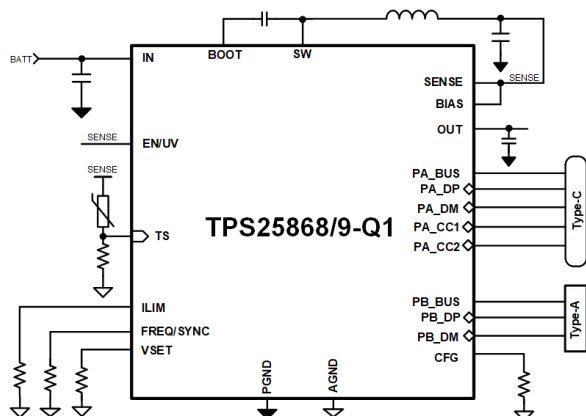 BATT
IN
BOOT
SW
SENSE
SENSE
BIAS
OUT
SENSE
EN/UV
SENSE
TS
TPS25868/9-Q1
PA_BUS
PA_DP
PA_DM
PA_CC1
PA_CC2
Type-C
ILIM
FREQ/SYNC
VSET
PB_BUS
PB_DP
PB_DM
CFG
Type-A
PGND
AGND